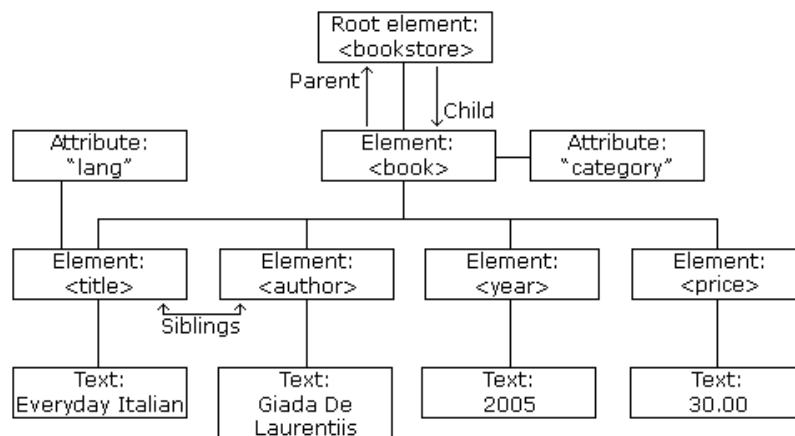 Root element:
<bookstore>
Parent
Child
Attribute:
“lang”
Element:
<book>
Attribute:
“category”
Element:
<title>
Element:
<author>
Element:
<year>
Element:
<price>
Siblings
Text:
Everyday Italian
Text:
Giada De
Laurentiis
Text:
2005
Text:
30.00